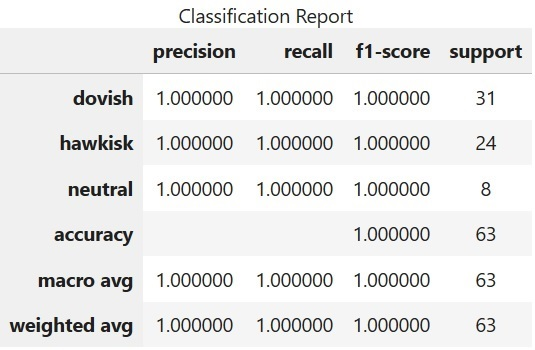 Classification Report
precision recall f1-score support
dovish 1.000000 1.000000 1.000000 31
hawkisk 1.000000 1.000000 1.000000 24
neutral 1.000000 1.000000 1.000000 8
accuracy 1.000000 63
macro avg 1.000000 1.000000 1.000000 63
weighted avg 1.000000 1.000000 1.000000 63